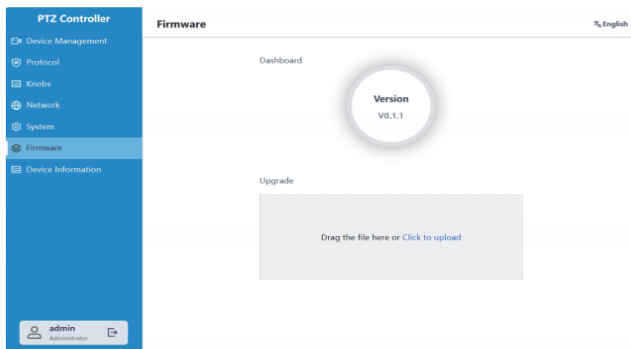 PTZ Controller
Device Management
Protocol
Knobs
Network
System
Firmware
Device Information
admin
Administrator
Firmware
English
Dashboard
Version
V0.1.1
Upgrade
Drag the file here or Click to upload